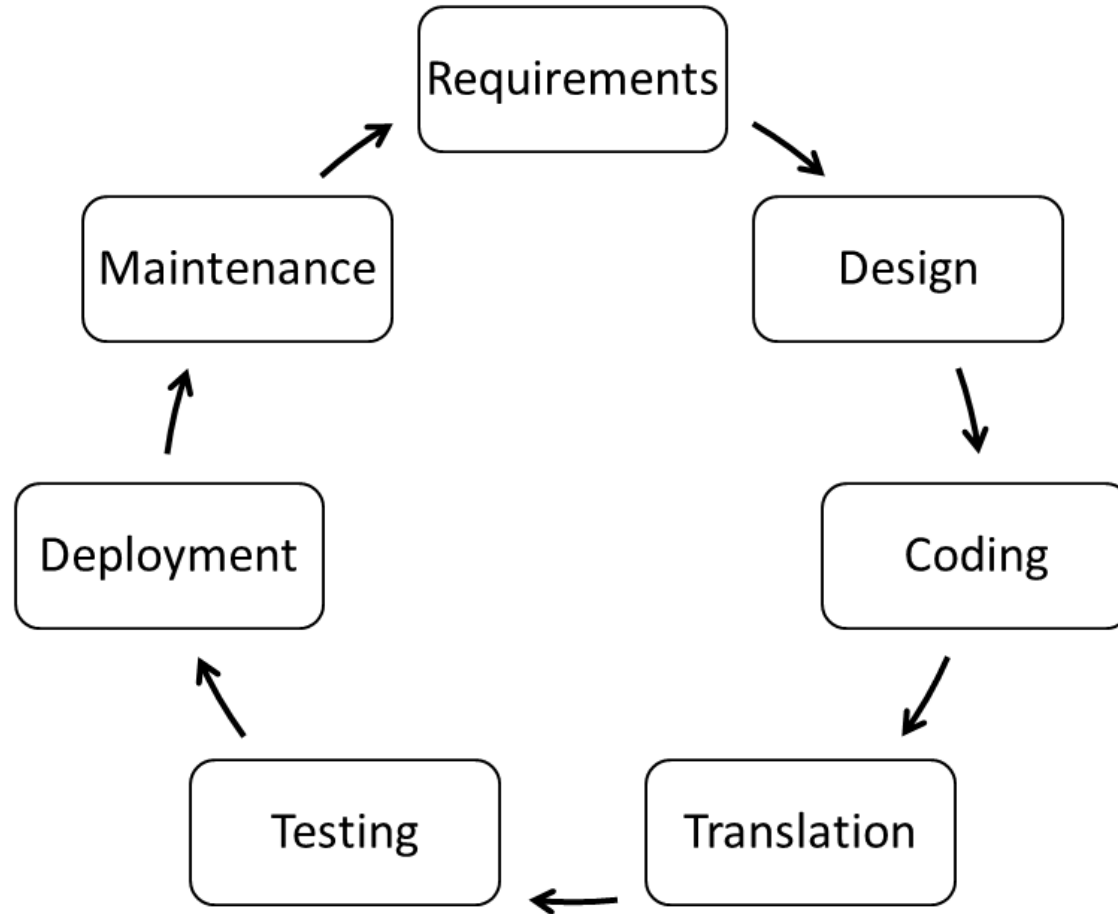 Requirements
Design
Coding
Translation
Testing
Deployment
Maintenance